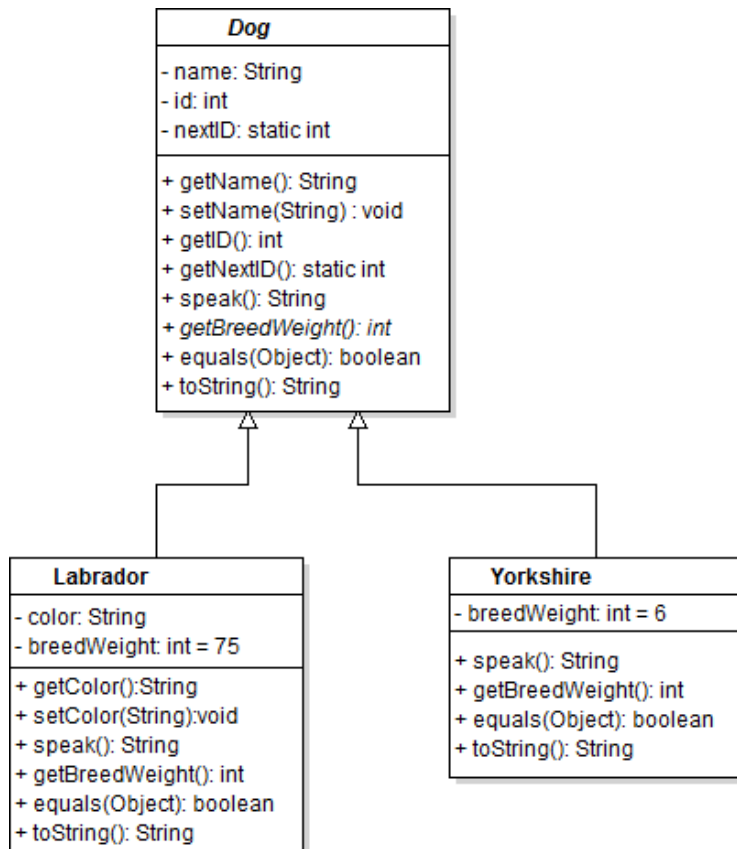 Dog
- name: String
- id: int
- nextID: static int
+ getName(): String
+ setName(String) : void
+ getID(): int
+ getNextID(): static int
+ speak(): String
+ getBreedWeight(): int
+ equals(Object): boolean
+ toString(): String
Labrador
- color: String
- breedWeight: int = 75
+ getColor():String
+ setColor(String):void
+ speak(): String
+ getBreedWeight(): int
+ equals(Object): boolean
+ toString(): String
Yorkshire
- breedWeight: int = 6
+ speak(): String
+ getBreedWeight(): int
+ equals(Object): boolean
+ toString(): String